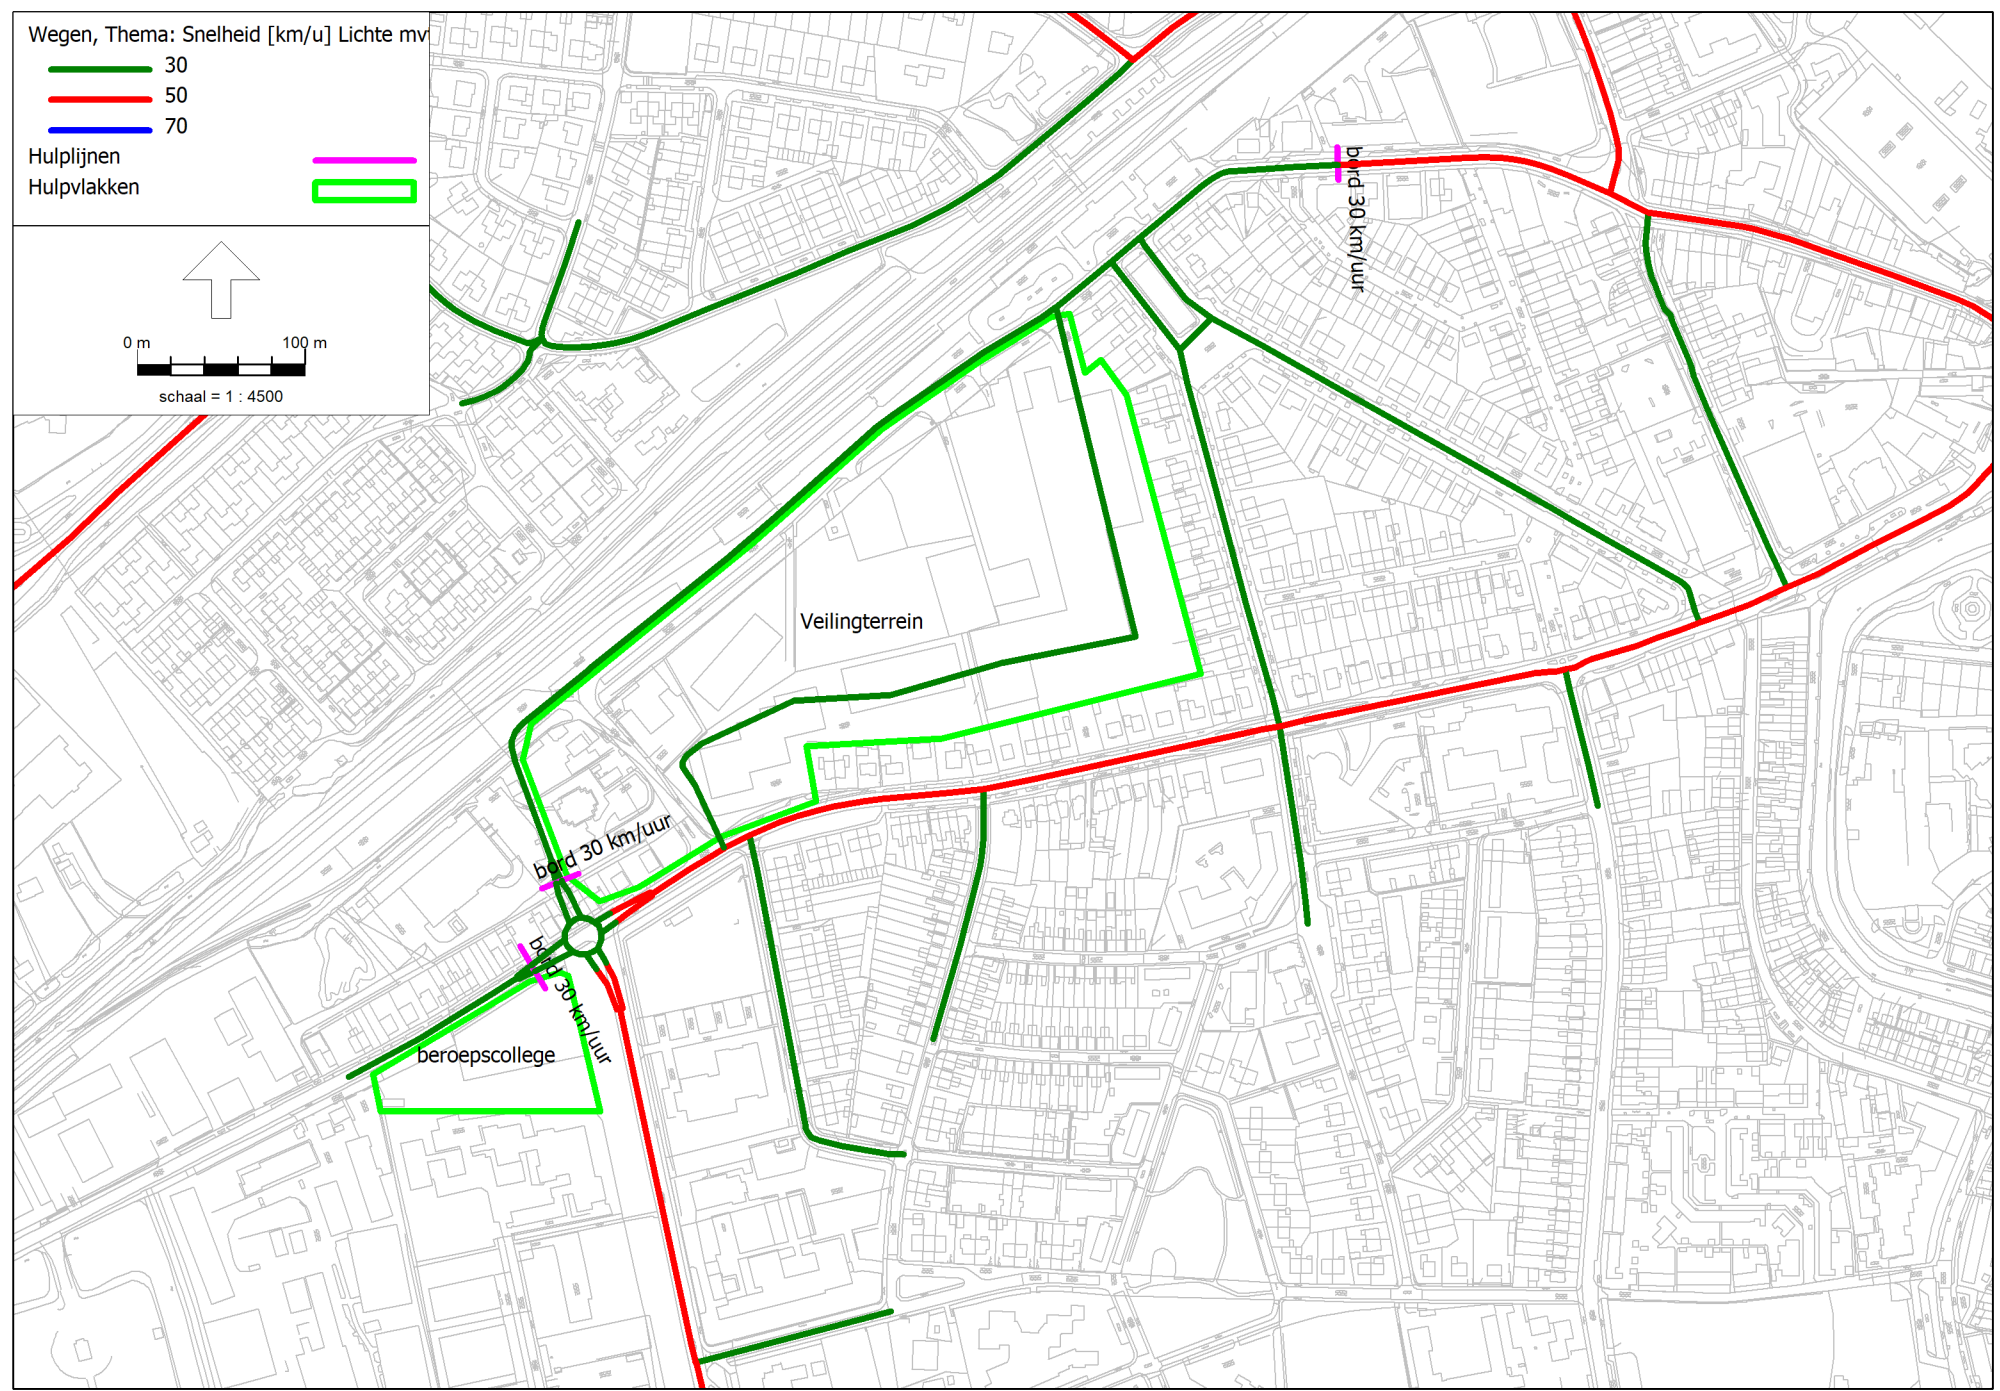 Wegen, Thema: Snelheid [km/u] Lichte mv
30
50
70
Hulplijnen
Hulpvlakken
0 m
100 m
schaal = 1 : 4500
bord 30 km/uur
Veilingterrein
bord 30 km/uur
bord 30 km/uur
beroepscollege